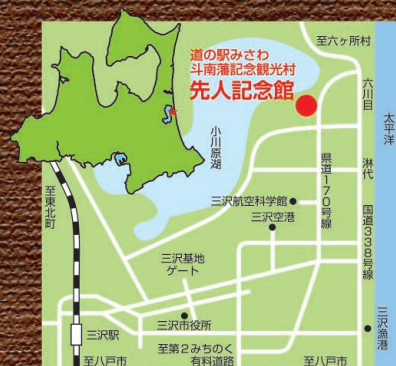 道の駅みさわ
斗南藩記念観光村
先人記念館
至六ヶ所村
六川目
太平洋
小川原湖
県道170号線
淋代
国道338号線
至東北町
三沢航空科学館
三沢空港
三沢基地
ゲート
三沢市役所
三沢漁港
三沢駅
至八戸市
至第2みちのく
有料道路
至八戸市